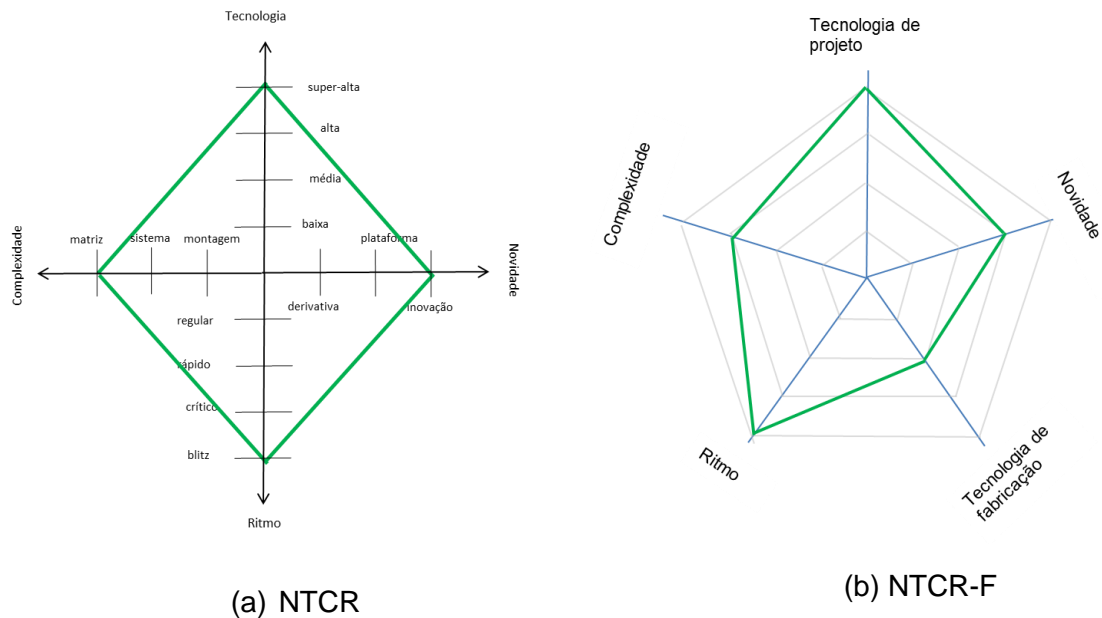 Tecnologia
super-alta
alta
média
baixa
matriz
sistema
montagem
plataforma
Complexidade
Novidade
derivativa
inovação
regular
rápido
crítico
blitz
Ritmo
(a) NTCR
Tecnologia de
projeto
Complexidade
Novidade
Ritmo
Tecnologia de
fabricação
(b) NTCR-F